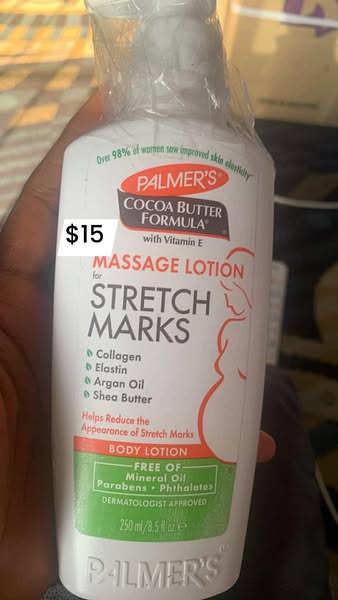 Over 98% of women saw improved skin elasticity*
PALMER'S®
COCOA BUTTER
FORMULA®
with Vitamin E
$15
MASSAGE LOTION
for
STRETCH
MARKS
Collagen
Elastin
Argan Oil
Shea Butter
Helps Reduce the
Appearance of Stretch Marks
BODY LOTION
FREE OF
Mineral Oil
Parabens • Phthalates
DERMATOLOGIST APPROVED
250 ml/8.5 fl. oz. e
PALMER'S